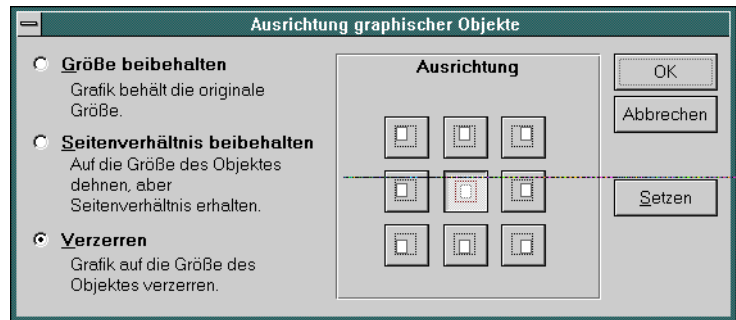 Ausrichtung graphischer Objekte
Größe beibehalten
Grafik behält die originale
Größe.
Seitenverhältnis beibehalten
Auf die Größe des Objektes
dehnen, aber
Seitenverhältnis erhalten.
Verzerren
Grafik auf die Größe des
Objektes verzerren.
Ausrichtung
OK
Abbrechen
Setzen